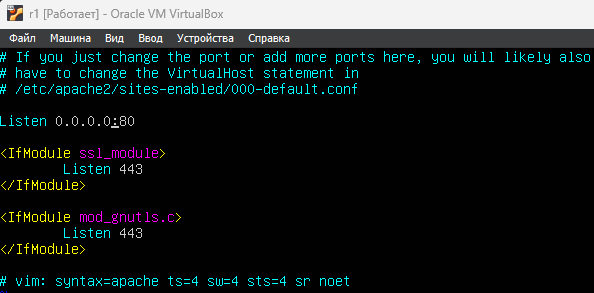 r1 [Работает] - Oracle VM VirtualBox
Файл Машина Вид Ввод Устройства Справка
# If you just change the port or add more ports here, you will likely also
# have to change the VirtualHost statement in
# /etc/apache2/sites-enabled/000-default.conf
Listen 0.0.0.0:80
<IfModule ssl_module>
Listen 443
</IfModule>
<IfModule mod_gnutls.c>
Listen 443
</IfModule>
# vim: syntax=apache ts=4 sw=4 sts=4 sr noet